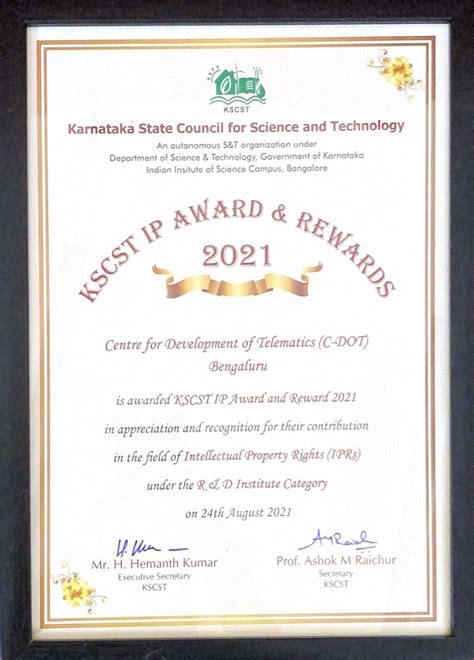 KSCST
Karnataka State Council for Science and Technology
An autonomous S&T organization under
Department of Science & Technology, Government of Karnataka
Indian Insitute of Science Campus, Bangalore
KSCST IP AWARD & REWARDS
2021
Centre for Development of Telematics (C-DOT)
Bengaluru
is awarded KSCST IP Award and Reward 2021
in appreciation and recognition for their contribution
in the field of Intellectual Property Rights (IPRs)
under the R & D Institute Category
on 24th August 2021
Mr. H. Hemanth Kumar
Executive Secretary
KSCST
Prof. Ashok M Raichur
Secretary
KSCST